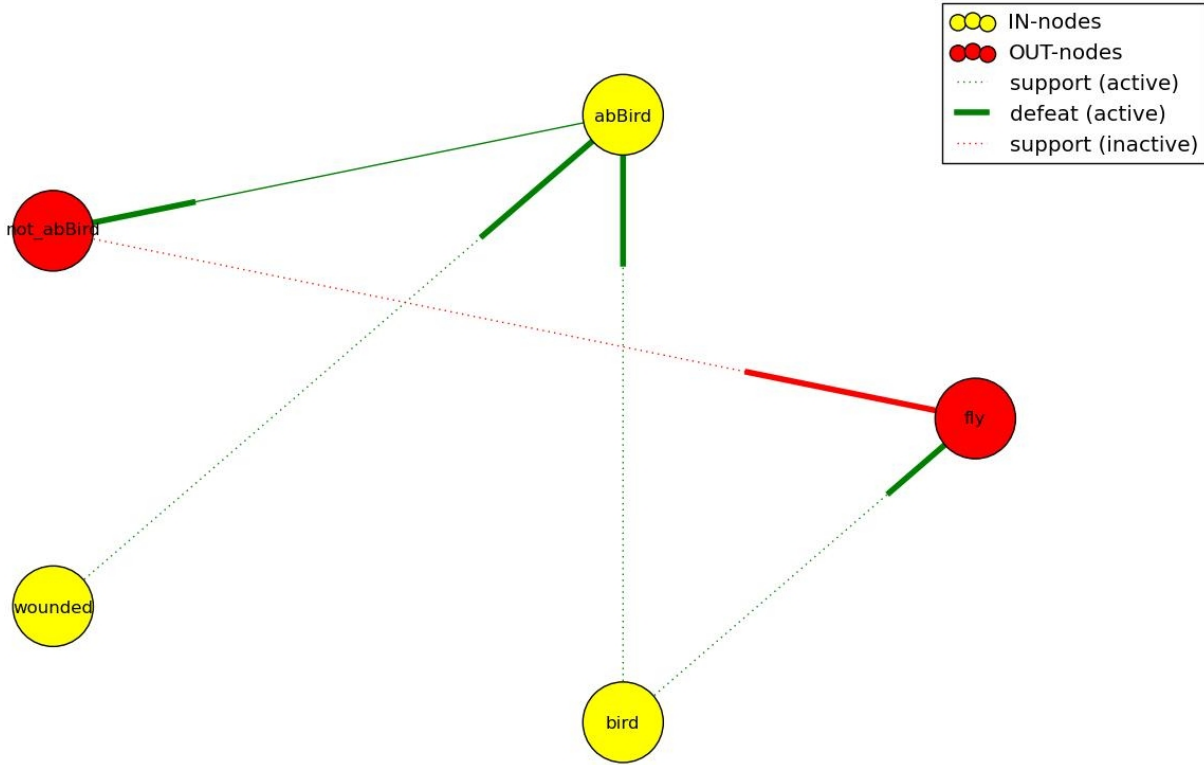 IN-nodes
OUT-nodes
support (active)
defeat (active)
support (inactive)
abBird
not_abBird
fly
wounded
bird